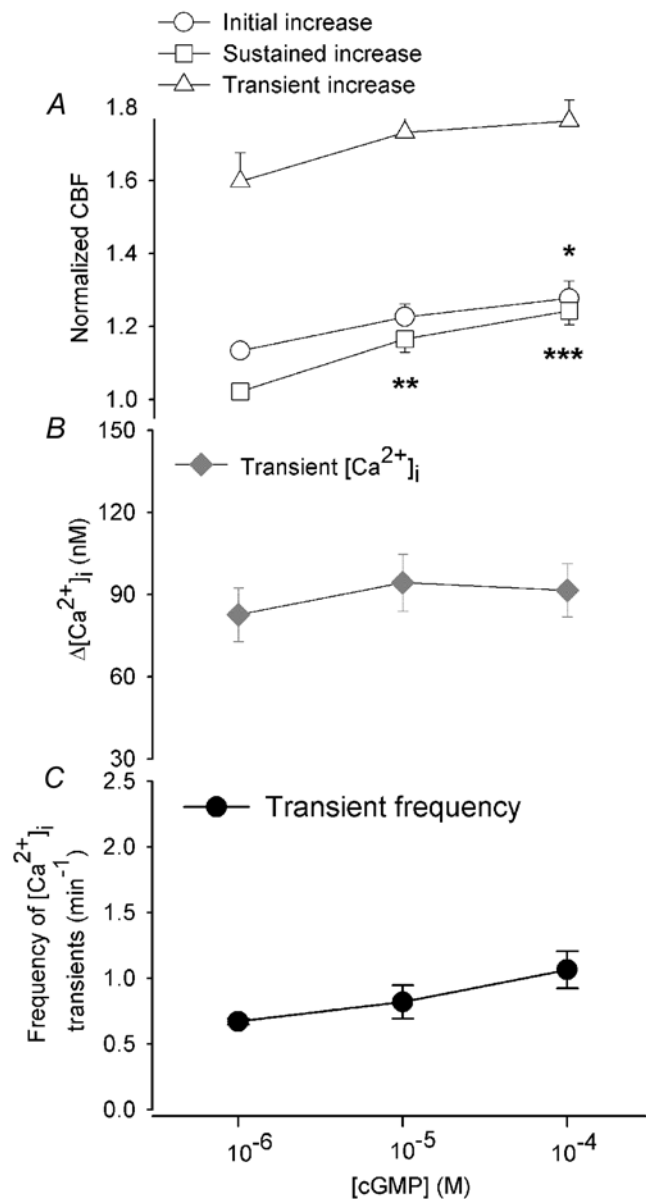 Initial increase
Sustained increase
Transient increase
A
1.8
1.6
1.4
1.2
1.0
Normalized CBF
*
**
***
B
150
120
90
60
30
Δ[Ca²⁺]ᵢ (nM)
Transient [Ca²⁺]ᵢ
C
2.5
2.0
1.5
1.0
0.5
0.0
Frequency of [Ca²⁺]ᵢ
transients (min⁻¹)
Transient frequency
10⁻⁶ 10⁻⁵ 10⁻⁴
[cGMP] (M)